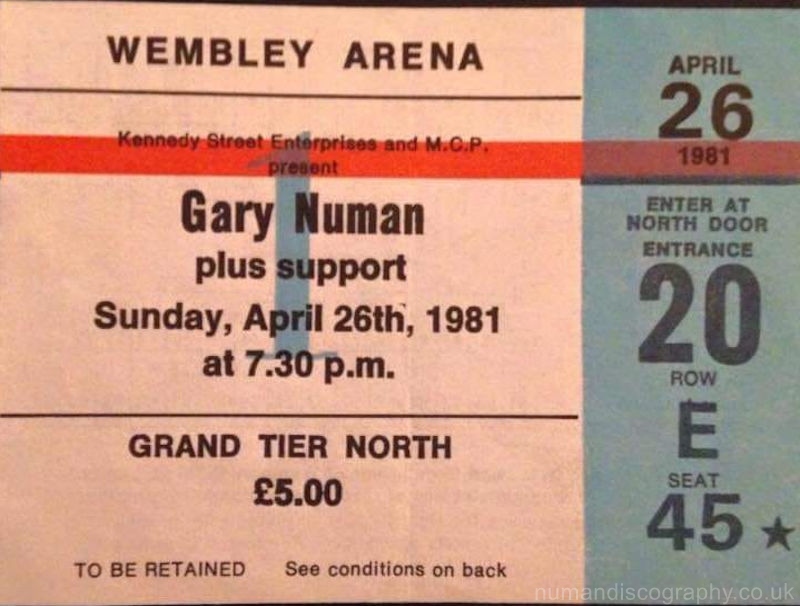 WEMBLEY ARENA
Kennedy Street Enterprises and M.C.P.
present
1
Gary Numan
plus support
Sunday, April 26th, 1981
at 7.30 p.m.
GRAND TIER NORTH
£5.00
TO BE RETAINED See conditions on back
APRIL
26
1981
ENTER AT
NORTH DOOR
ENTRANCE
20
ROW
E
SEAT
45 ★
numandiscography.co.uk